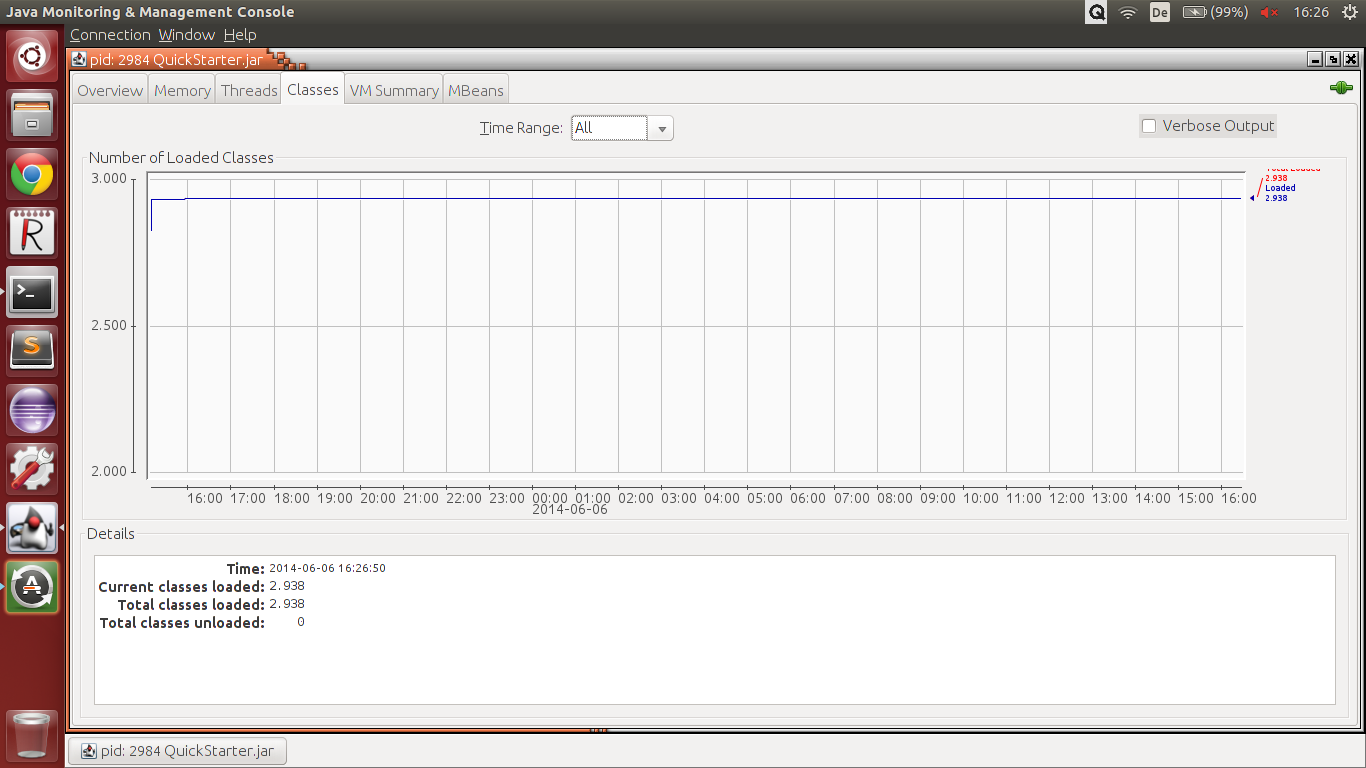 Java Monitoring & Management Console
De
(99%)
16:26
Connection Window Help
pid: 2984 QuickStarter.jar
Overview Memory Threads Classes VM Summary MBeans
Time Range: All
Verbose Output
Number of Loaded Classes
3.000
2.500
2.000
Total Loaded
2.938
Loaded
2.938
16:00 17:00 18:00 19:00 20:00 21:00 22:00 23:00 00:00 01:00 02:00 03:00 04:00 05:00 06:00 07:00 08:00 09:00 10:00 11:00 12:00 13:00 14:00 15:00 16:00
2014-06-06
Details
Time: 2014-06-06 16:26:50
Current classes loaded: 2.938
Total classes loaded: 2.938
Total classes unloaded: 0
pid: 2984 QuickStarter.jar